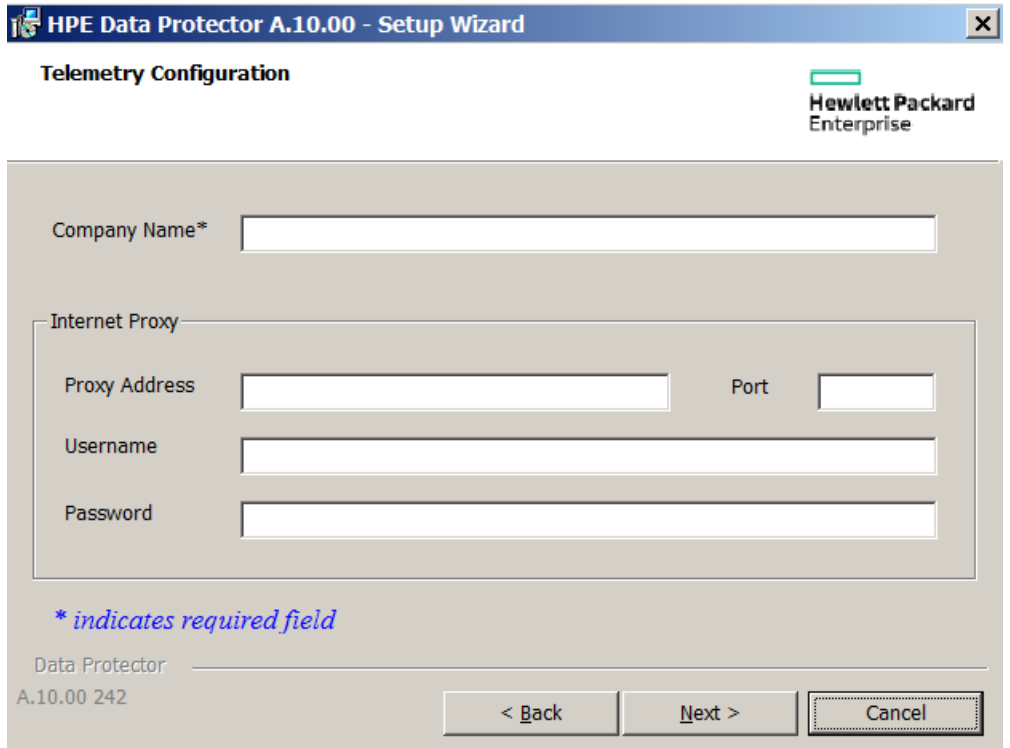 HPE Data Protector A.10.00 - Setup Wizard
Telemetry Configuration
Hewlett Packard
Enterprise
Company Name*
Internet Proxy
Proxy Address
Port
Username
Password
* indicates required field
Data Protector
A.10.00 242
< Back
Next >
Cancel